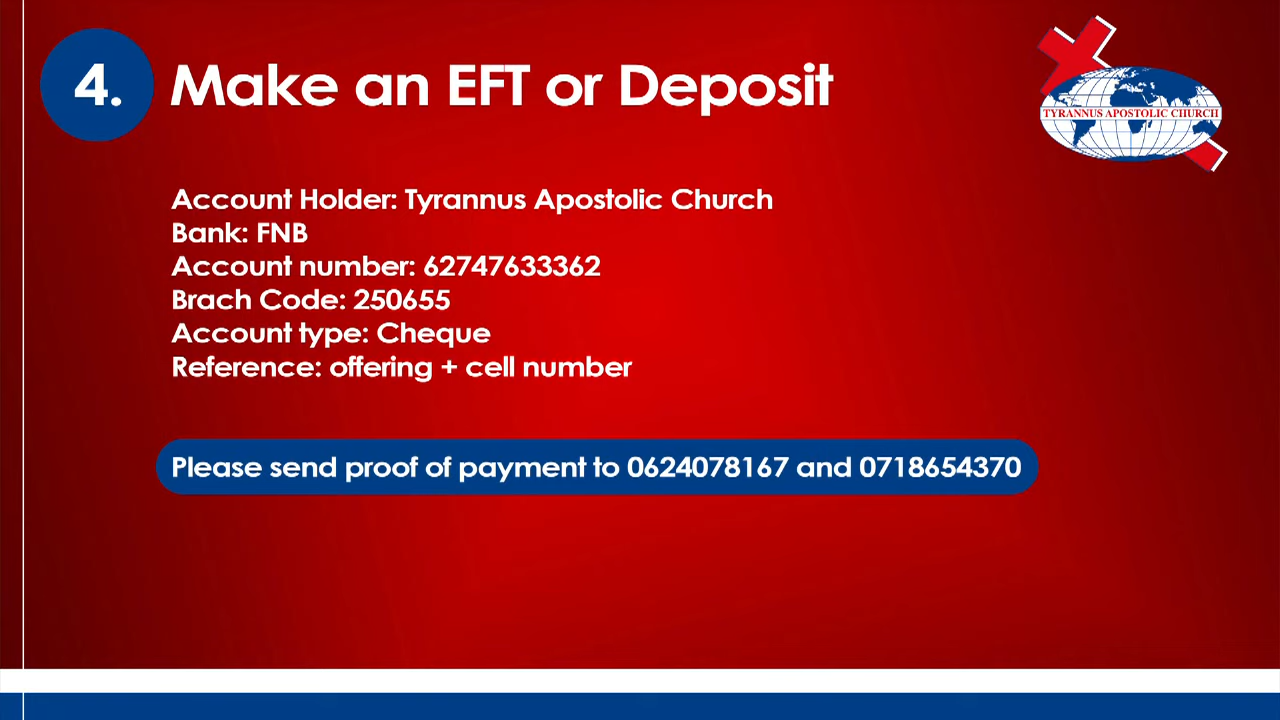 4. Make an EFT or Deposit
TYRANNUS APOSTOLIC CHURCH
Account Holder: Tyrannus Apostolic Church
Bank: FNB
Account number: 62747633362
Brach Code: 250655
Account type: Cheque
Reference: offering + cell number
Please send proof of payment to 0624078167 and 0718654370